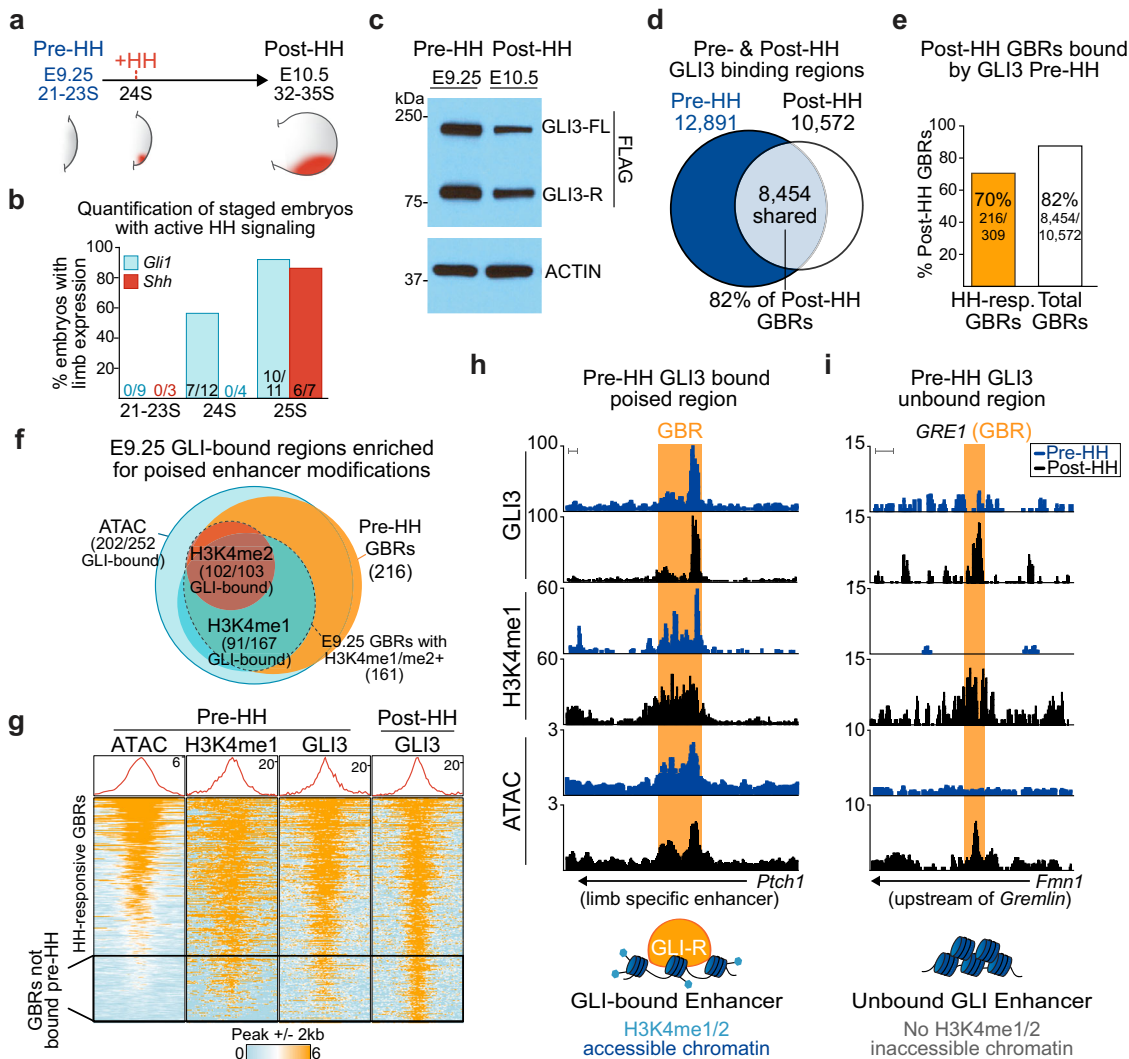 a
Pre-HH
E9.25
21-23S
+HH
24S
Post-HH
E10.5
32-35S
b
Quantification of staged embryos
with active HH signaling
% embryos with
limb expression
100
80
60
40
20
Gli1
Shh
0/9
0/3
7/12
0/4
10/
11
6/7
21-23S
24S
25S
c
Pre-HH
Post-HH
E9.25
E10.5
kDa
250
75
37
GLI3-FL
GLI3-R
FLAG
ACTIN
d
Pre- & Post-HH
GLI3 binding regions
Pre-HH
12,891
Post-HH
10,572
8,454
shared
82% of Post-HH
GBRs
e
Post-HH GBRs bound
by GLI3 Pre-HH
% Post-HH GBRs
100
80
60
40
20
0
70%
216/
309
82%
8,454/
10,572
HH-resp.
GBRs
Total
GBRs
f
E9.25 GLI-bound regions enriched
for poised enhancer modifications
ATAC
(202/252
GLI-bound)
H3K4me2
(102/103
GLI-bound)
H3K4me1
(91/167
GLI-bound)
Pre-HH
GBRs
(216)
E9.25 GBRs with
H3K4me1/me2+
(161)
g
Pre-HH
Post-HH
ATAC
H3K4me1
GLI3
GLI3
6
20
20
20
HH-responsive GBRs
GBRs not
bound pre-HH
Peak +/- 2kb
0
6
h
Pre-HH GLI3 bound
poised region
GBR
100
100
60
60
3
3
GLI3
H3K4me1
ATAC
Ptch1
(limb specific enhancer)
GLI-R
GLI-bound Enhancer
H3K4me1/2
accessible chromatin
i
Pre-HH GLI3
unbound region
GRE1 (GBR)
Pre-HH
Post-HH
15
15
15
15
10
10
Fmn1
(upstream of Gremlin)
Unbound GLI Enhancer
No H3K4me1/2
inaccessible chromatin